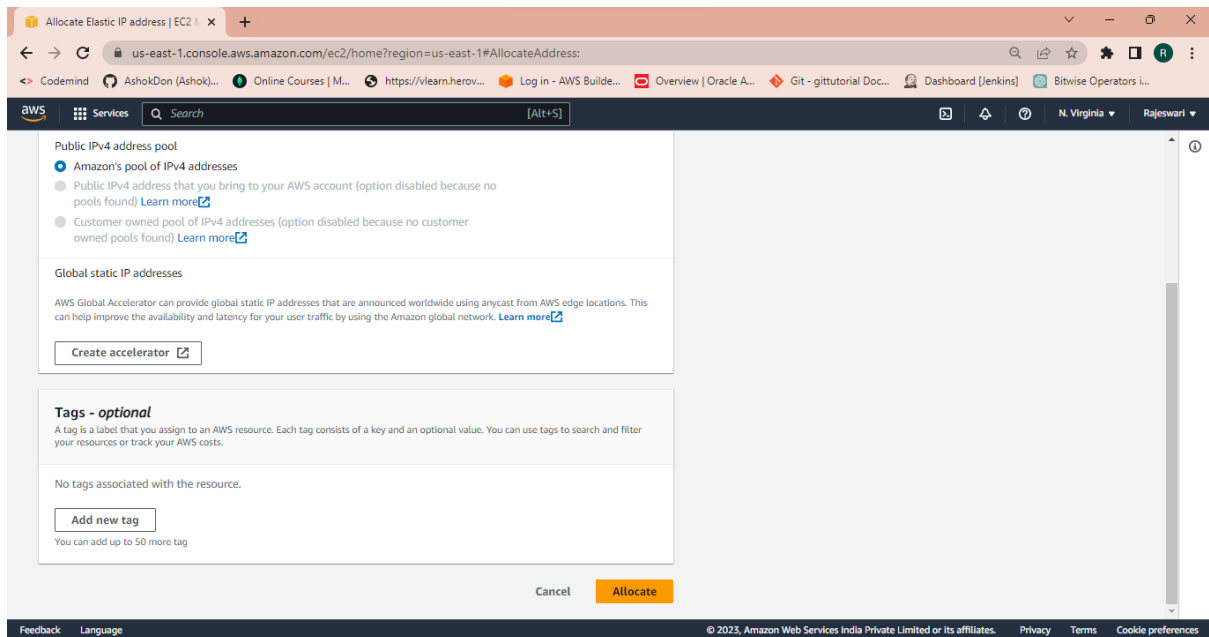 Allocate Elastic IP address | EC2
us-east-1.console.aws.amazon.com/ec2/home?region=us-east-1#AllocateAddress:
R
Codemind AshokDon (Ashok)... Online Courses | M... https://vlearn.herov... Log in - AWS Builde... Overview | Oracle A... Git - gittutorial Doc... Dashboard [Jenkins] Bitwise Operators i...
aws Services Search [Alt+S] N. Virginia Rajeswari
Public IPv4 address pool
Amazon's pool of IPv4 addresses
Public IPv4 address that you bring to your AWS account (option disabled because no
pools found) Learn more
Customer owned pool of IPv4 addresses (option disabled because no customer
owned pools found) Learn more
Global static IP addresses
AWS Global Accelerator can provide global static IP addresses that are announced worldwide using anycast from AWS edge locations. This
can help improve the availability and latency for your user traffic by using the Amazon global network. Learn more
Create accelerator
Tags - optional
A tag is a label that you assign to an AWS resource. Each tag consists of a key and an optional value. You can use tags to search and filter
your resources or track your AWS costs.
No tags associated with the resource.
Add new tag
You can add up to 50 more tag
Cancel Allocate
Feedback Language © 2023, Amazon Web Services India Private Limited or its affiliates. Privacy Terms Cookie preferences